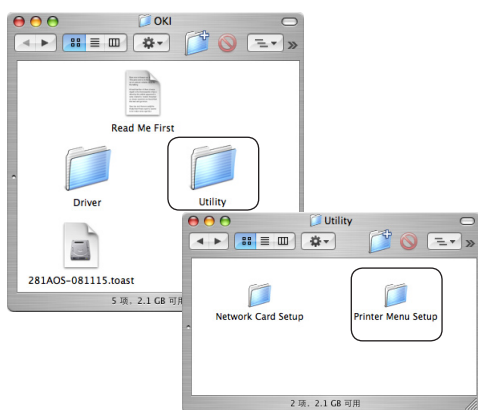 OKI
Read Me First
Driver
Utility
281AOS-081115.toast
5 项, 2.1 GB 可用
Utility
Network Card Setup
Printer Menu Setup
2 项, 2.1 GB 可用